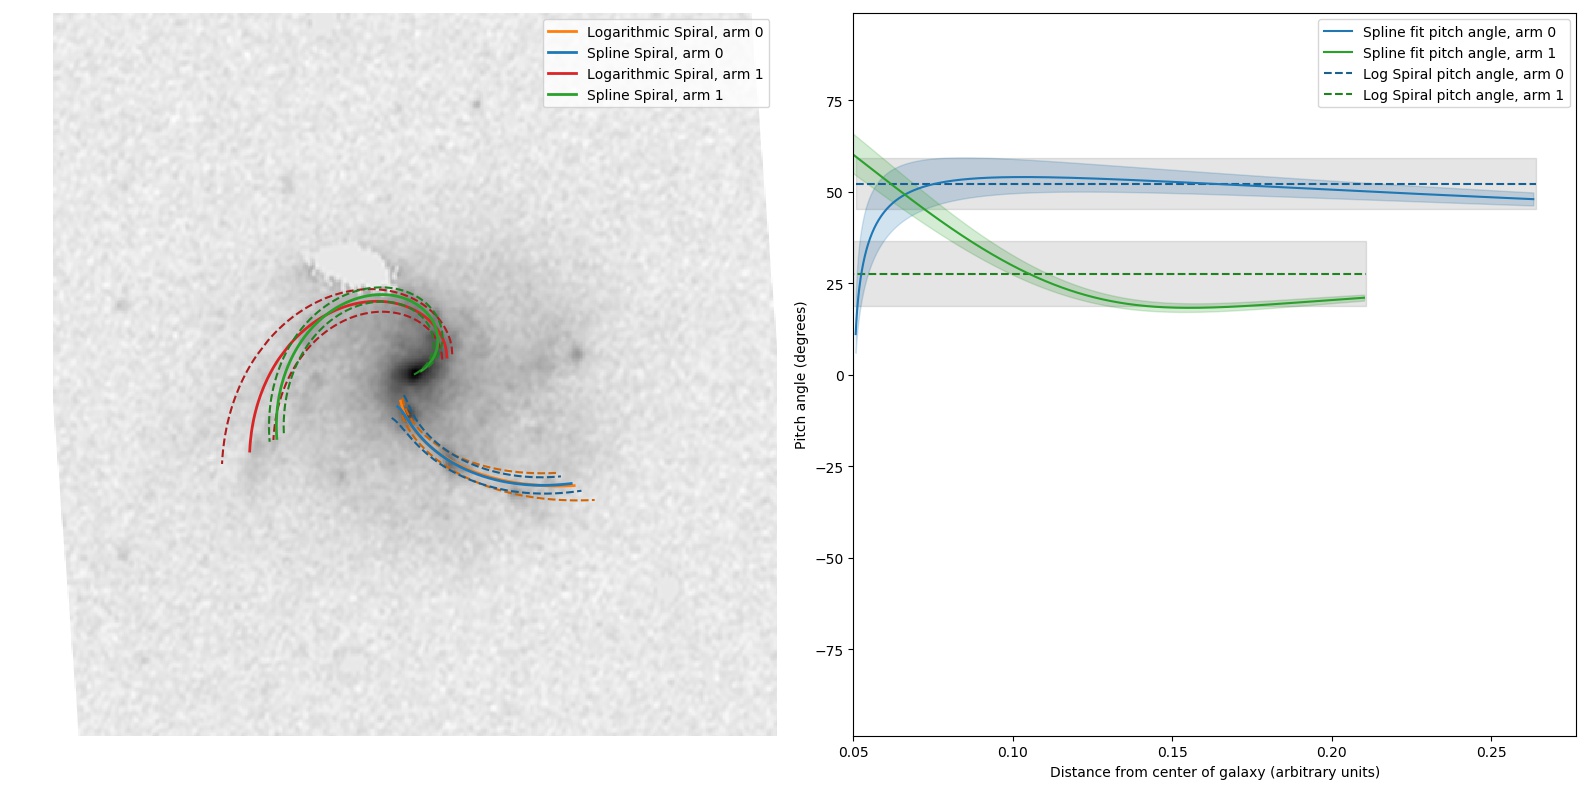 Logarithmic Spiral, arm 0
Spline Spiral, arm 0
Logarithmic Spiral, arm 1
Spline Spiral, arm 1
Spline fit pitch angle, arm 0
Spline fit pitch angle, arm 1
Log Spiral pitch angle, arm 0
Log Spiral pitch angle, arm 1
75
50
25
0
−25
−50
−75
Pitch angle (degrees)
0.05
0.10
0.15
0.20
0.25
Distance from center of galaxy (arbitrary units)